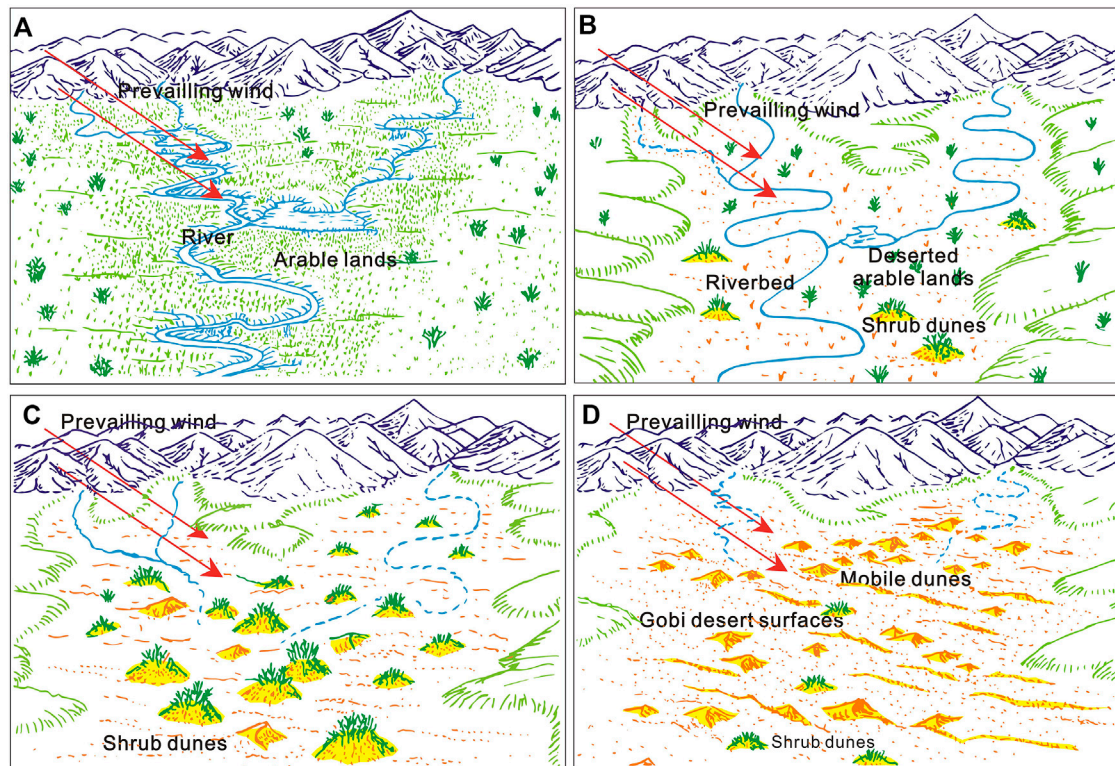 A
Prevailling wind
River
Arable lands
B
Prevailling wind
Riverbed
Deserted
arable lands
Shrub dunes
C
Prevailling wind
Shrub dunes
D
Prevailling wind
Mobile dunes
Gobi desert surfaces
Shrub dunes